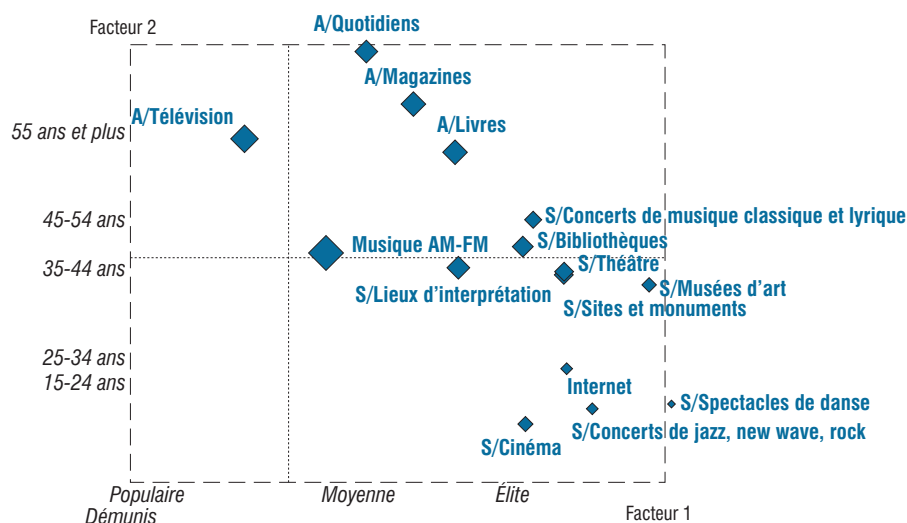 A/Quotidiens
Facteur 2
A/Magazines
A/Télévision
A/Livres
55 ans et plus
45-54 ans
S/Concerts de musique classique et lyrique
S/Bibliothèques
Musique AM-FM
S/Théâtre
35-44 ans
S/Musées d'art
S/Lieux d'interprétation
S/Sites et monuments
25-34 ans
15-24 ans
Internet
S/Spectacles de danse
S/Concerts de jazz, new wave, rock
S/Cinéma
Populaire
Moyenne
Élite
Démunis
Facteur 1